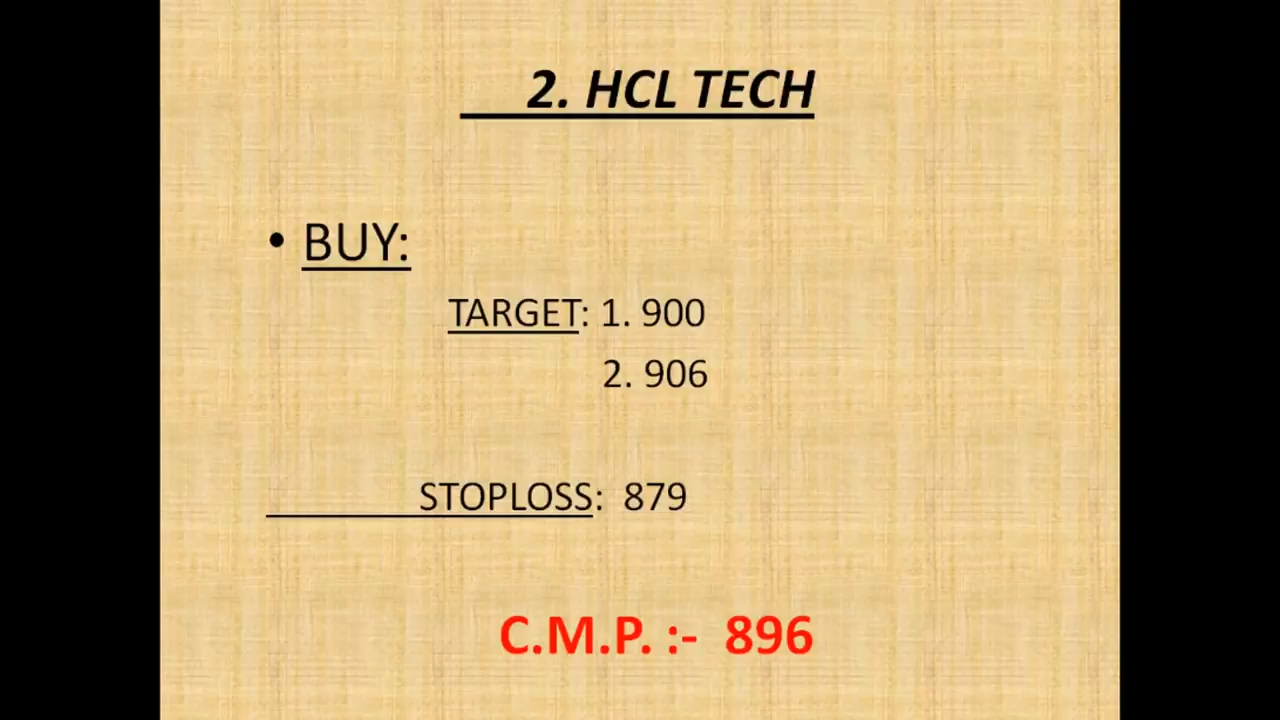 2. HCL TECH
• BUY:
TARGET: 1. 900
2. 906
STOPLOSS: 879
C.M.P. :- 896